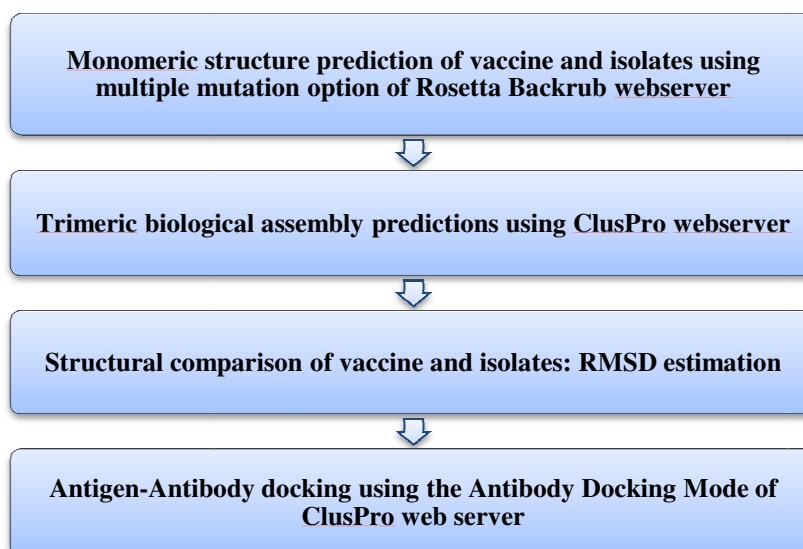 Monomeric structure prediction of vaccine and isolates using
multiple mutation option of Rosetta Backrub webserver
Trimeric biological assembly predictions using ClusPro webserver
Structural comparison of vaccine and isolates: RMSD estimation
Antigen-Antibody docking using the Antibody Docking Mode of
ClusPro web server